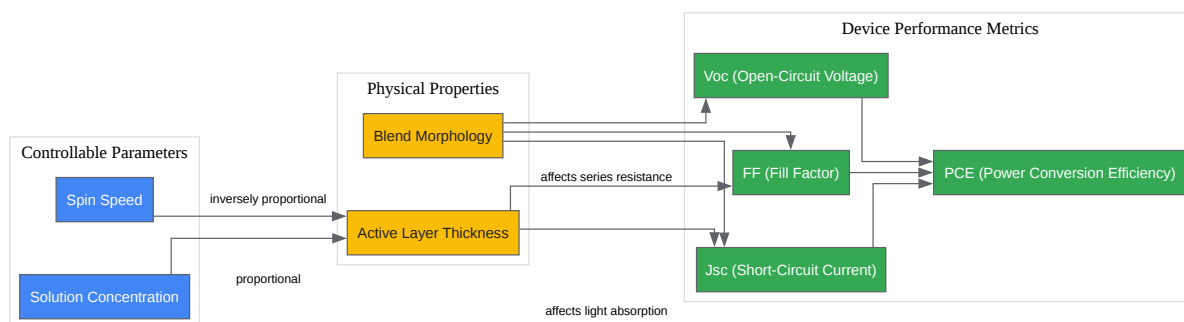 Device Performance Metrics
Voc (Open-Circuit Voltage)
Physical Properties
Blend Morphology
Controllable Parameters
FF (Fill Factor)
PCE (Power Conversion Efficiency)
affects series resistance
Spin Speed
inversely proportional
Active Layer Thickness
Jsc (Short-Circuit Current)
proportional
Solution Concentration
affects light absorption